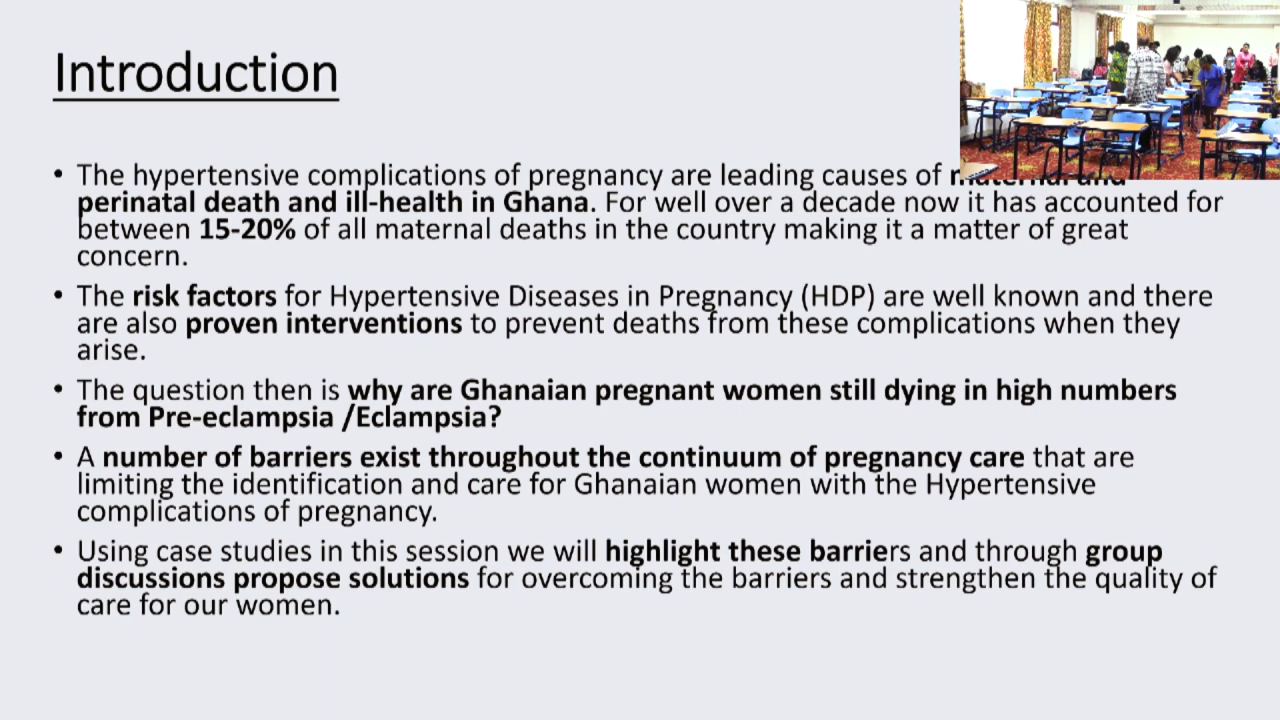 Introduction
• The hypertensive complications of pregnancy are leading causes of maternal and
perinatal death and ill-health in Ghana. For well over a decade now it has accounted for
between 15-20% of all maternal deaths in the country making it a matter of great
concern.
• The risk factors for Hypertensive Diseases in Pregnancy (HDP) are well known and there
are also proven interventions to prevent deaths from these complications when they
arise.
• The question then is why are Ghanaian pregnant women still dying in high numbers
from Pre-eclampsia /Eclampsia?
• A number of barriers exist throughout the continuum of pregnancy care that are
limiting the identification and care for Ghanaian women with the Hypertensive
complications of pregnancy.
• Using case studies in this session we will highlight these barriers and through group
discussions propose solutions for overcoming the barriers and strengthen the quality of
care for our women.